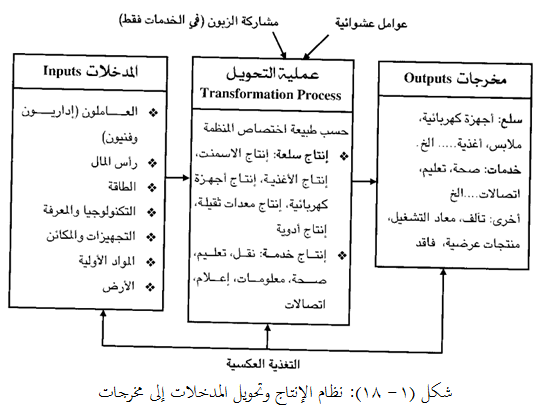 عوامل عشوائية
مشاركة الزبون (في الخدمات فقط)
المدخلات Inputs
العـــاملون (إداريـــون
وفنيون)
رأس المال
الطاقة
التكنولوجيا والمعرفة
التجهيزات والمكائن
المواد الأولية
الأرض
عملية التحويل
Transformation Process
حسب طبيعة اختصاص المنظمة
إنتاج سلعة: إنتاج الاسمنت،
إنتاج الأغذية، إنتاج أجهزة
كهربائية، إنتاج معدات ثقيلة،
إنتاج أدوية
إنتاج خدمة: نقل، تعليم،
صحة، معلومات، إعلام،
اتصالات
مخرجات Outputs
سلع: أجهزة كهربائية،
ملابس، أغذية..... الخ.
خدمات: صحة، تعليم،
اتصالات....الخ
أخرى: تالف، معاد التشغيل،
منتجات عرضية، فاقد
التغذية العكسية
شكل (١ - ١٨): نظام الإنتاج وتحويل المدخلات إلى مخرجات